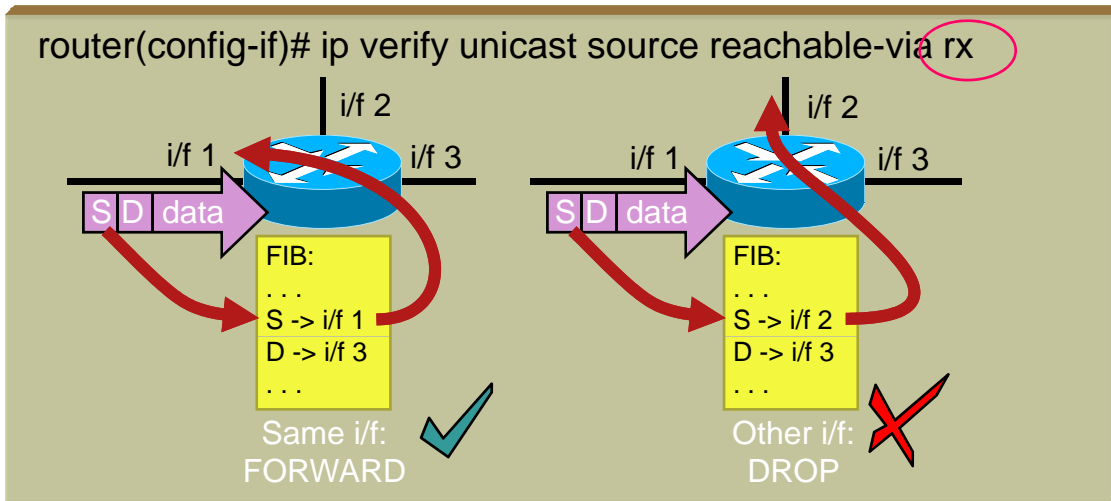 router(config-if)# ip verify unicast source reachable-via rx
i/f 2
i/f 1
i/f 3
S D data
FIB:
. . .
S -> i/f 1
D -> i/f 3
. . .
Same i/f:
FORWARD
i/f 2
i/f 1
i/f 3
S D data
FIB:
. . .
S -> i/f 2
D -> i/f 3
. . .
Other i/f:
DROP